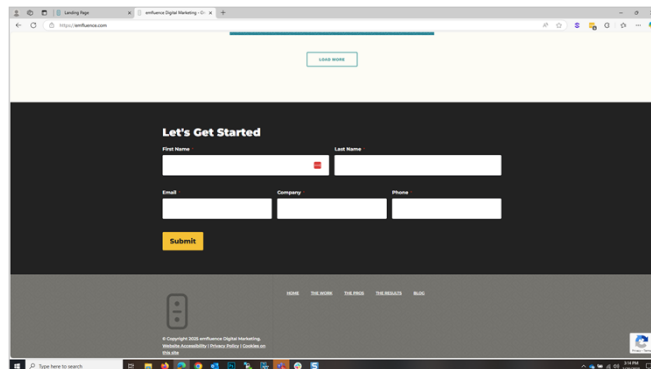 Landing Page
emfluence Digital Marketing - Dr
https://emfluence.com
LOAD MORE
Let's Get Started
First Name
Last Name
Email
Company
Phone
Submit
HOME THE WORK THE PROS THE RESULTS BLOG
© Copyright 2025 emfluence Digital Marketing.
Website Accessibility | Privacy Policy | Cookies on
this site
Type here to search